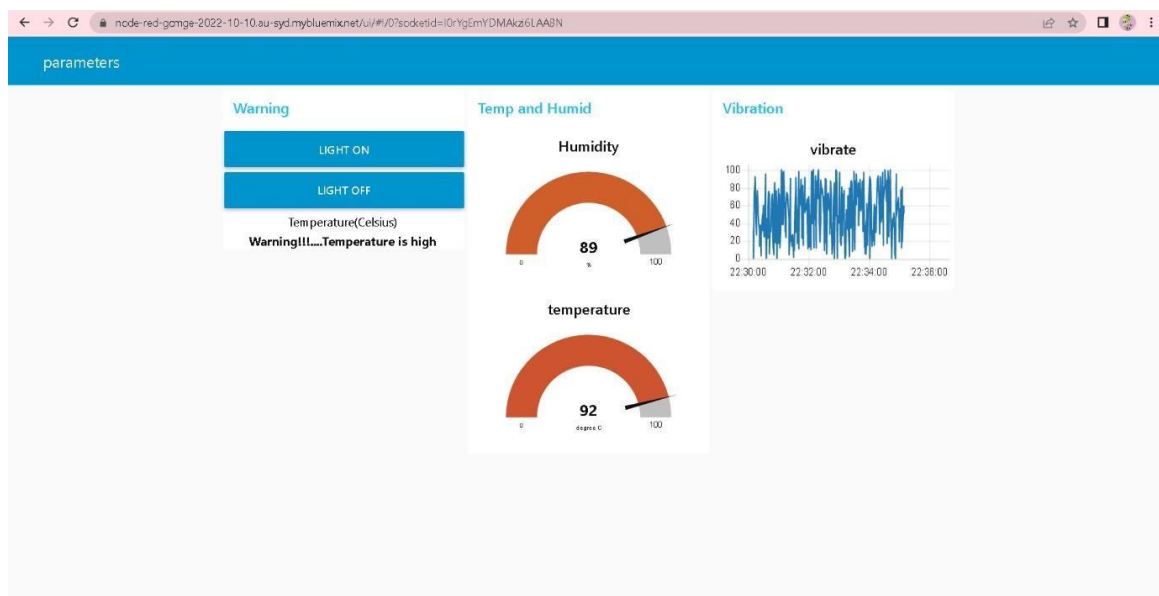 node-red-gcmge-2022-10-10.au-syd.mybluemix.net/ui/#!/0?socketid=I0rYgEmYDMAkzi6LAABN
parameters
Warning
LIGHT ON
LIGHT OFF
Temperature(Celsius)
Warning!!!....Temperature is high
Temp and Humid
Humidity
89
%
0
100
temperature
92
degree C
0
100
Vibration
vibrate
100
80
60
40
20
0
22:30:00 22:32:00 22:34:00 22:36:00